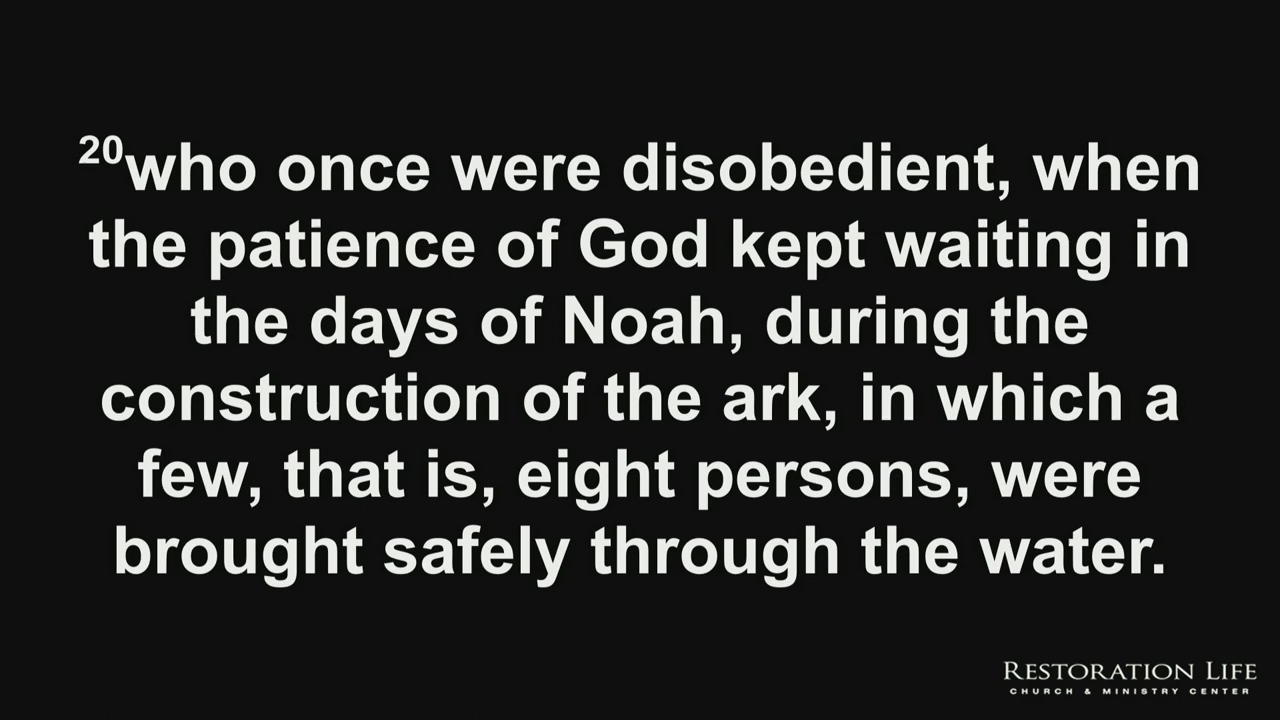 20who once were disobedient, when
the patience of God kept waiting in
the days of Noah, during the
construction of the ark, in which a
few, that is, eight persons, were
brought safely through the water.
RESTORATION LIFE
CHURCH & MINISTRY CENTER